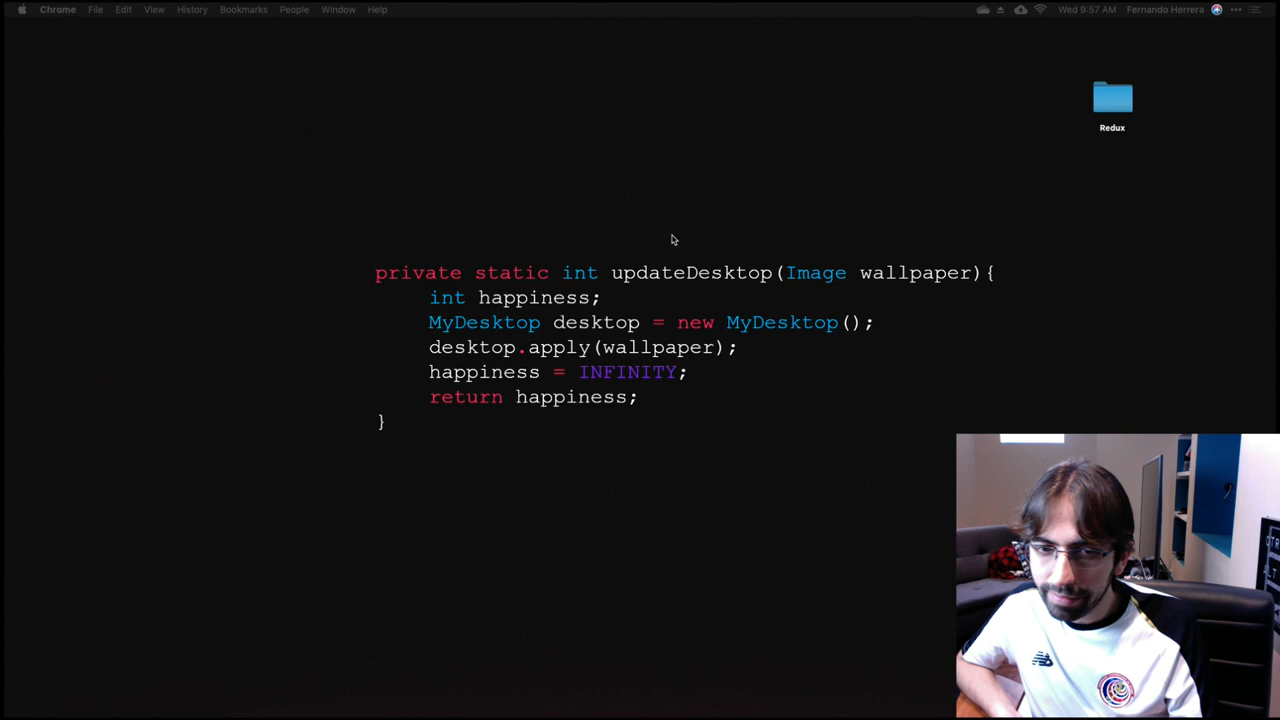 Chrome File Edit View History Bookmarks People Window Help Wed 9:57 AM Fernando Herrera
Redux
private static int updateDesktop(Image wallpaper){
int happiness;
MyDesktop desktop = new MyDesktop();
desktop.apply(wallpaper);
happiness = INFINITY;
return happiness;
}